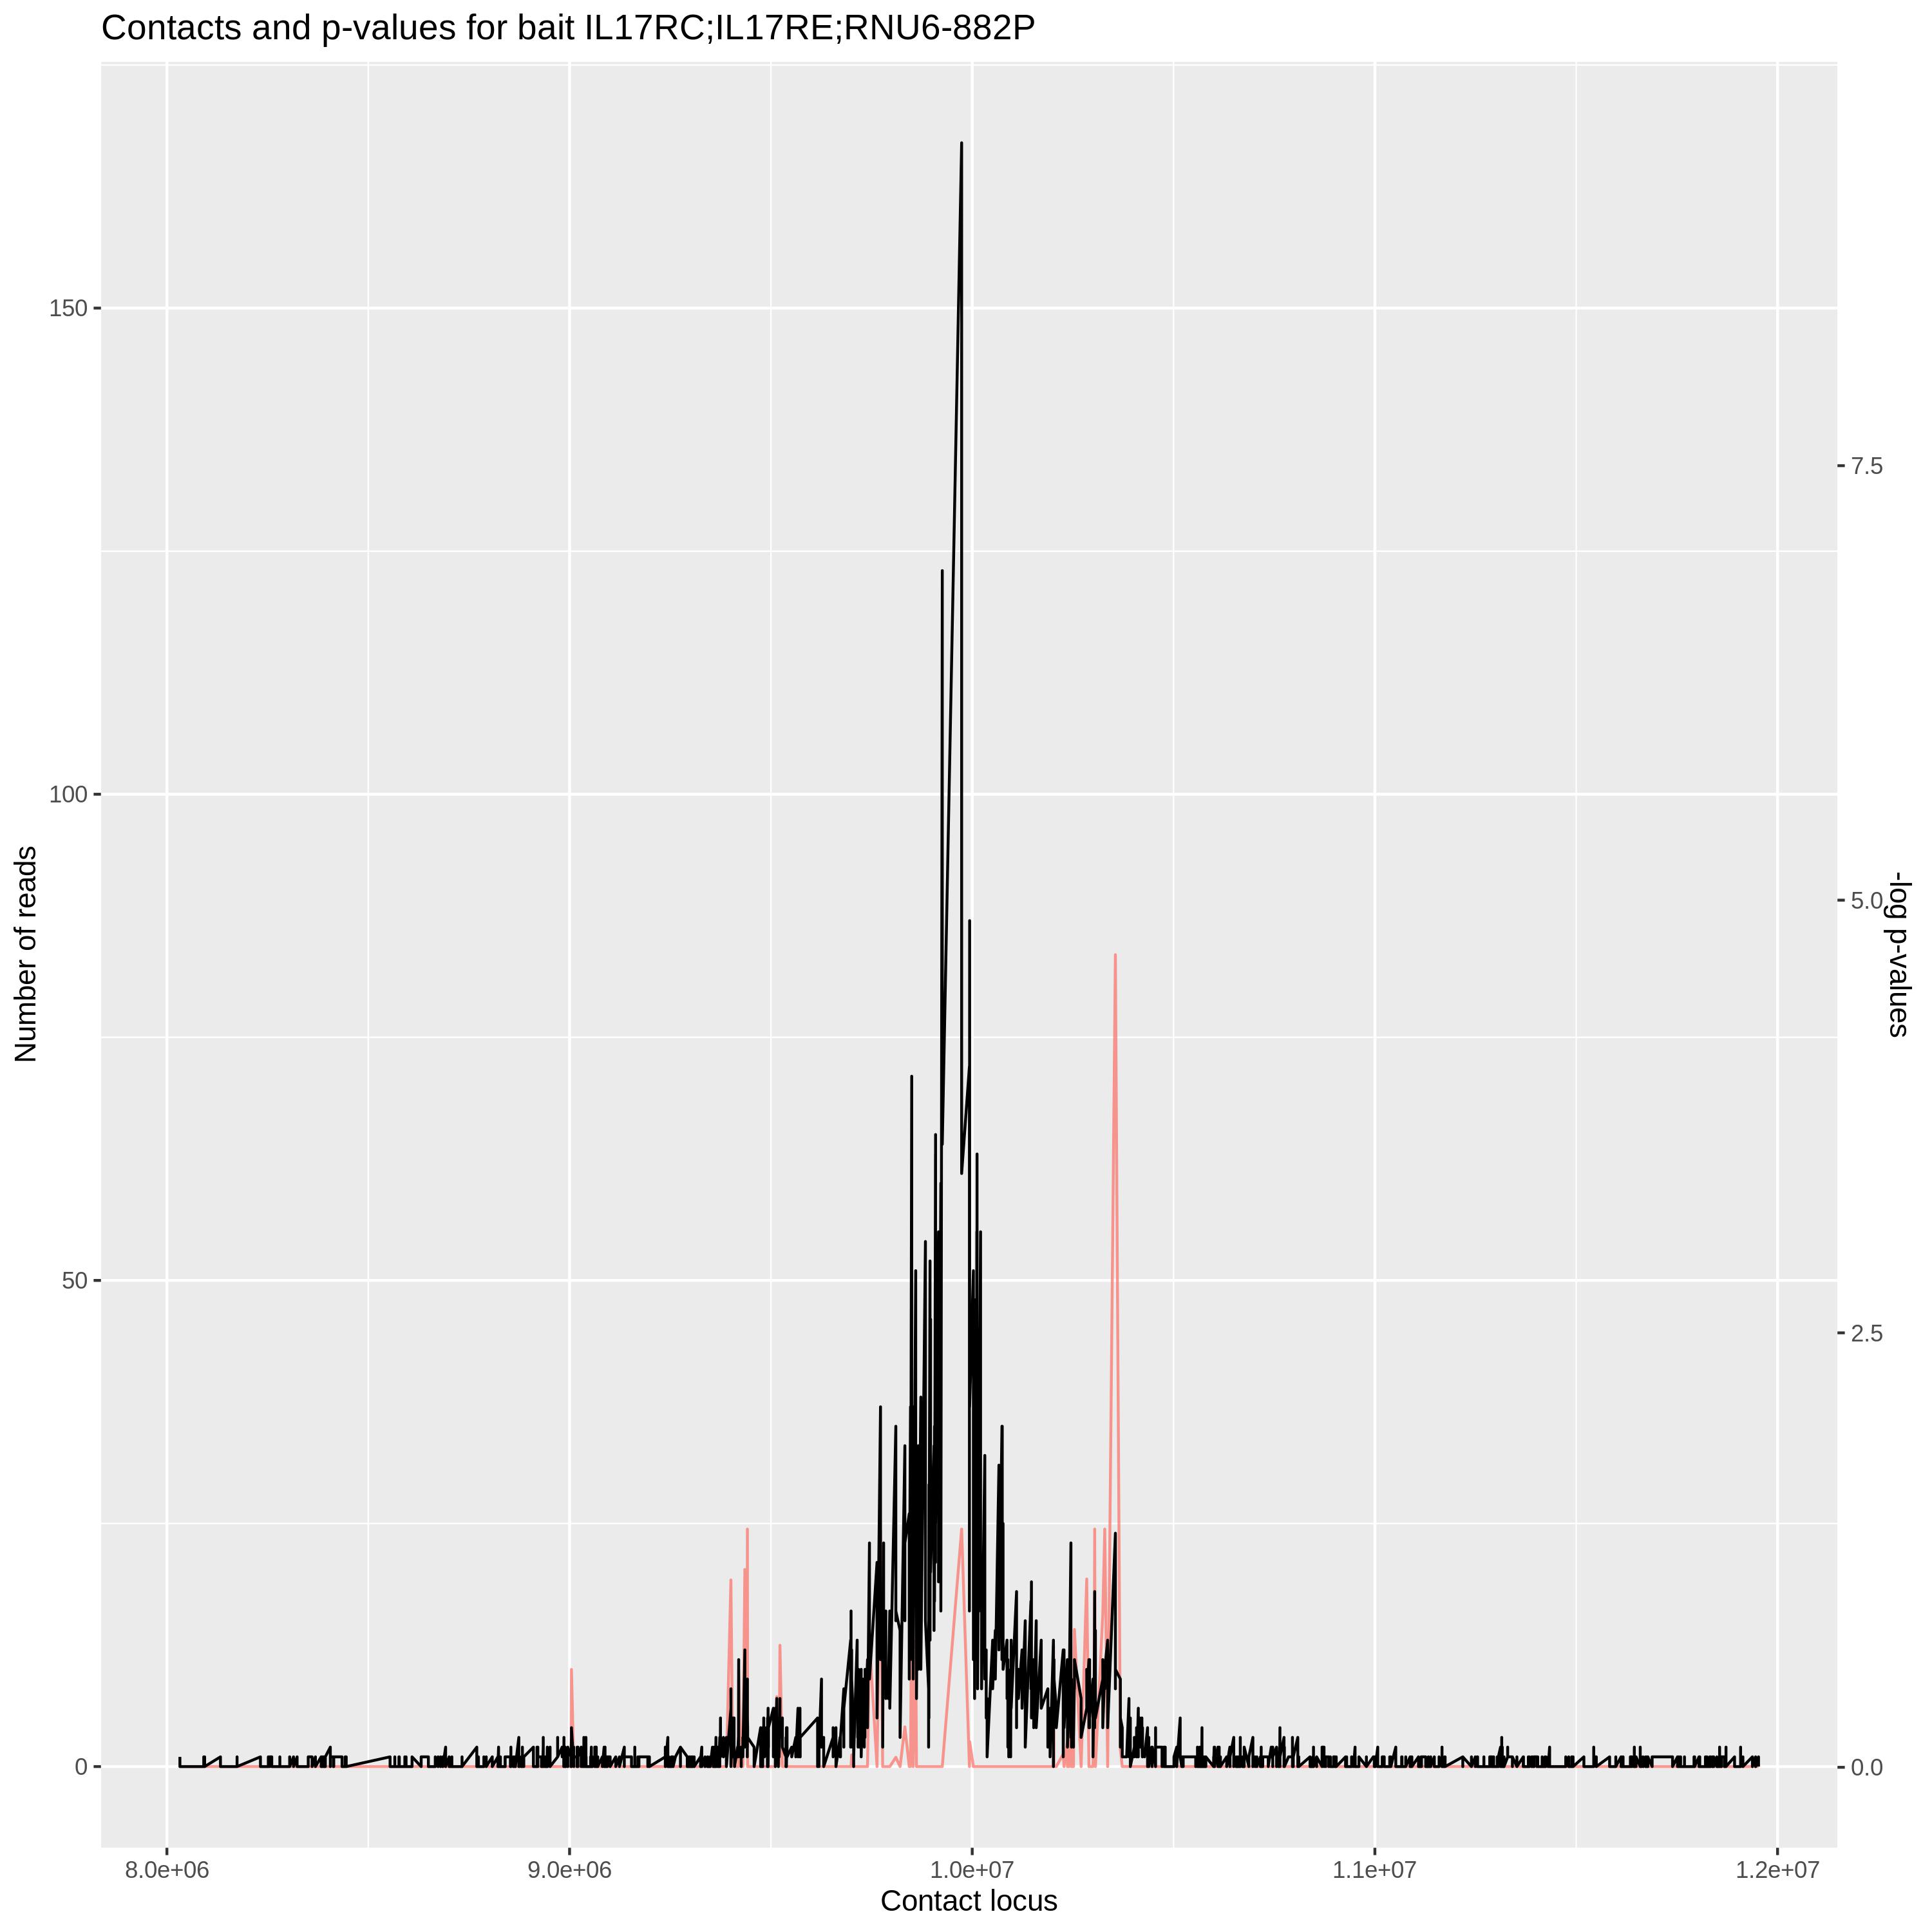 Contacts and p-values for bait IL17RC;IL17RE;RNU6-882P
150
100
50
0
Number of reads
7.5
5.0
2.5
0.0
-log p-values
8.0e+06
9.0e+06
1.0e+07
1.1e+07
1.2e+07
Contact locus